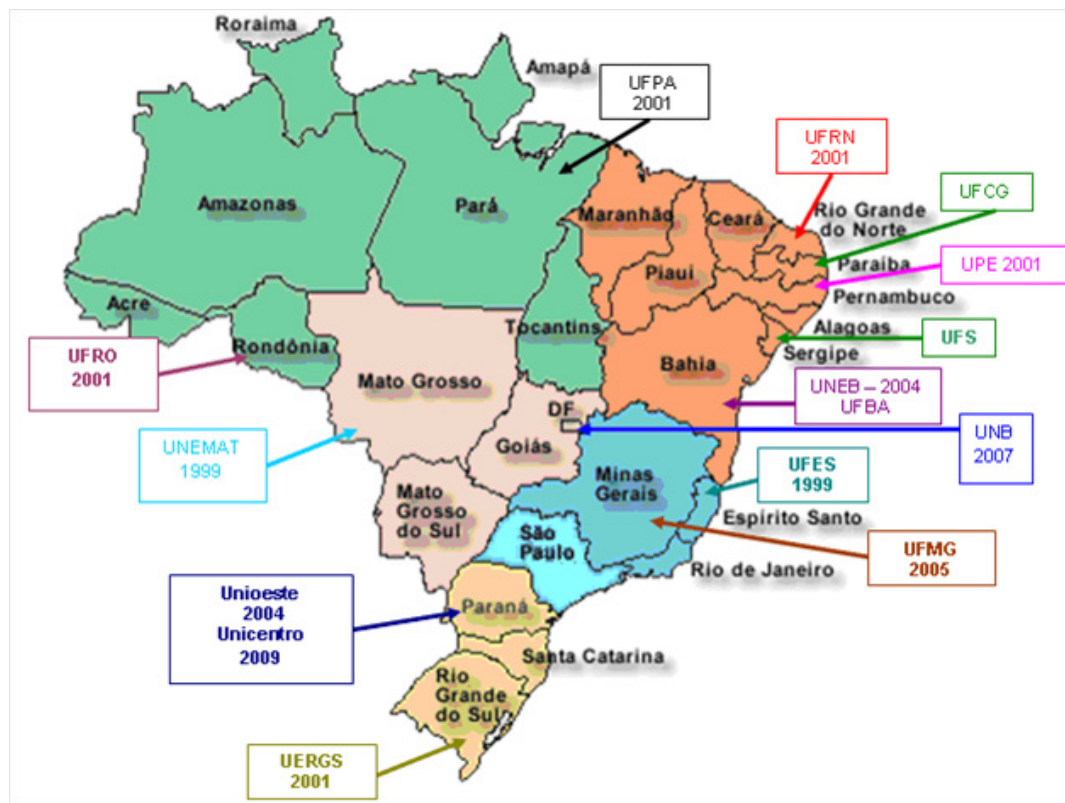 Roraima
Amapá
UFPA
2001
UFRN
2001
UFCG
Amazonas
Pará
Maranhão
Ceará
Rio Grande
do Norte
Piauí
Paraíba
UPE 2001
Pernambuco
Acre
Rondônia
Tocantins
Alagoas
UFS
Sergipe
UFRO
2001
Mato Grosso
Bahia
UNEB – 2004
UFBA
DF
Goiás
UNB
2007
UNEMAT
1999
Minas
Gerais
UFES
1999
Mato
Grosso
do Sul
São
Paulo
Espírito Santo
UFMG
2005
Rio de Janeiro
Unioeste
2004
Unicentro
2009
Paraná
Santa Catarina
Rio
Grande
do Sul
UERGS
2001